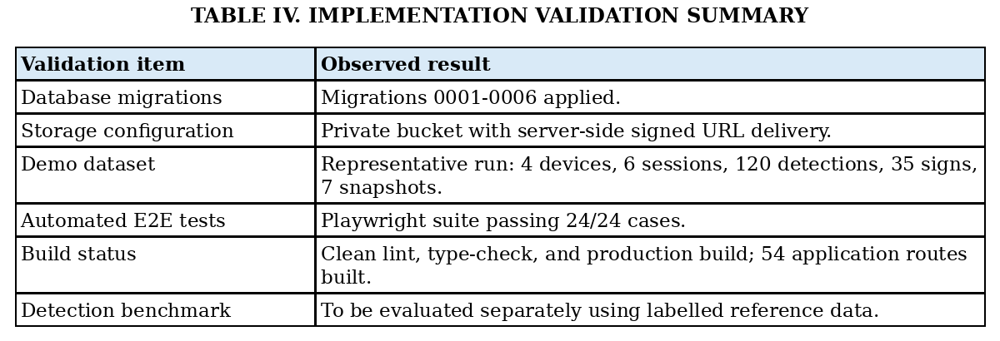 TABLE IV. IMPLEMENTATION VALIDATION SUMMARY
Validation item
Observed result
Database migrations
Migrations 0001-0006 applied.
Storage configuration
Private bucket with server-side signed URL delivery.
Demo dataset
Representative run: 4 devices, 6 sessions, 120 detections, 35 signs,
7 snapshots.
Automated E2E tests
Playwright suite passing 24/24 cases.
Build status
Clean lint, type-check, and production build; 54 application routes
built.
Detection benchmark
To be evaluated separately using labelled reference data.